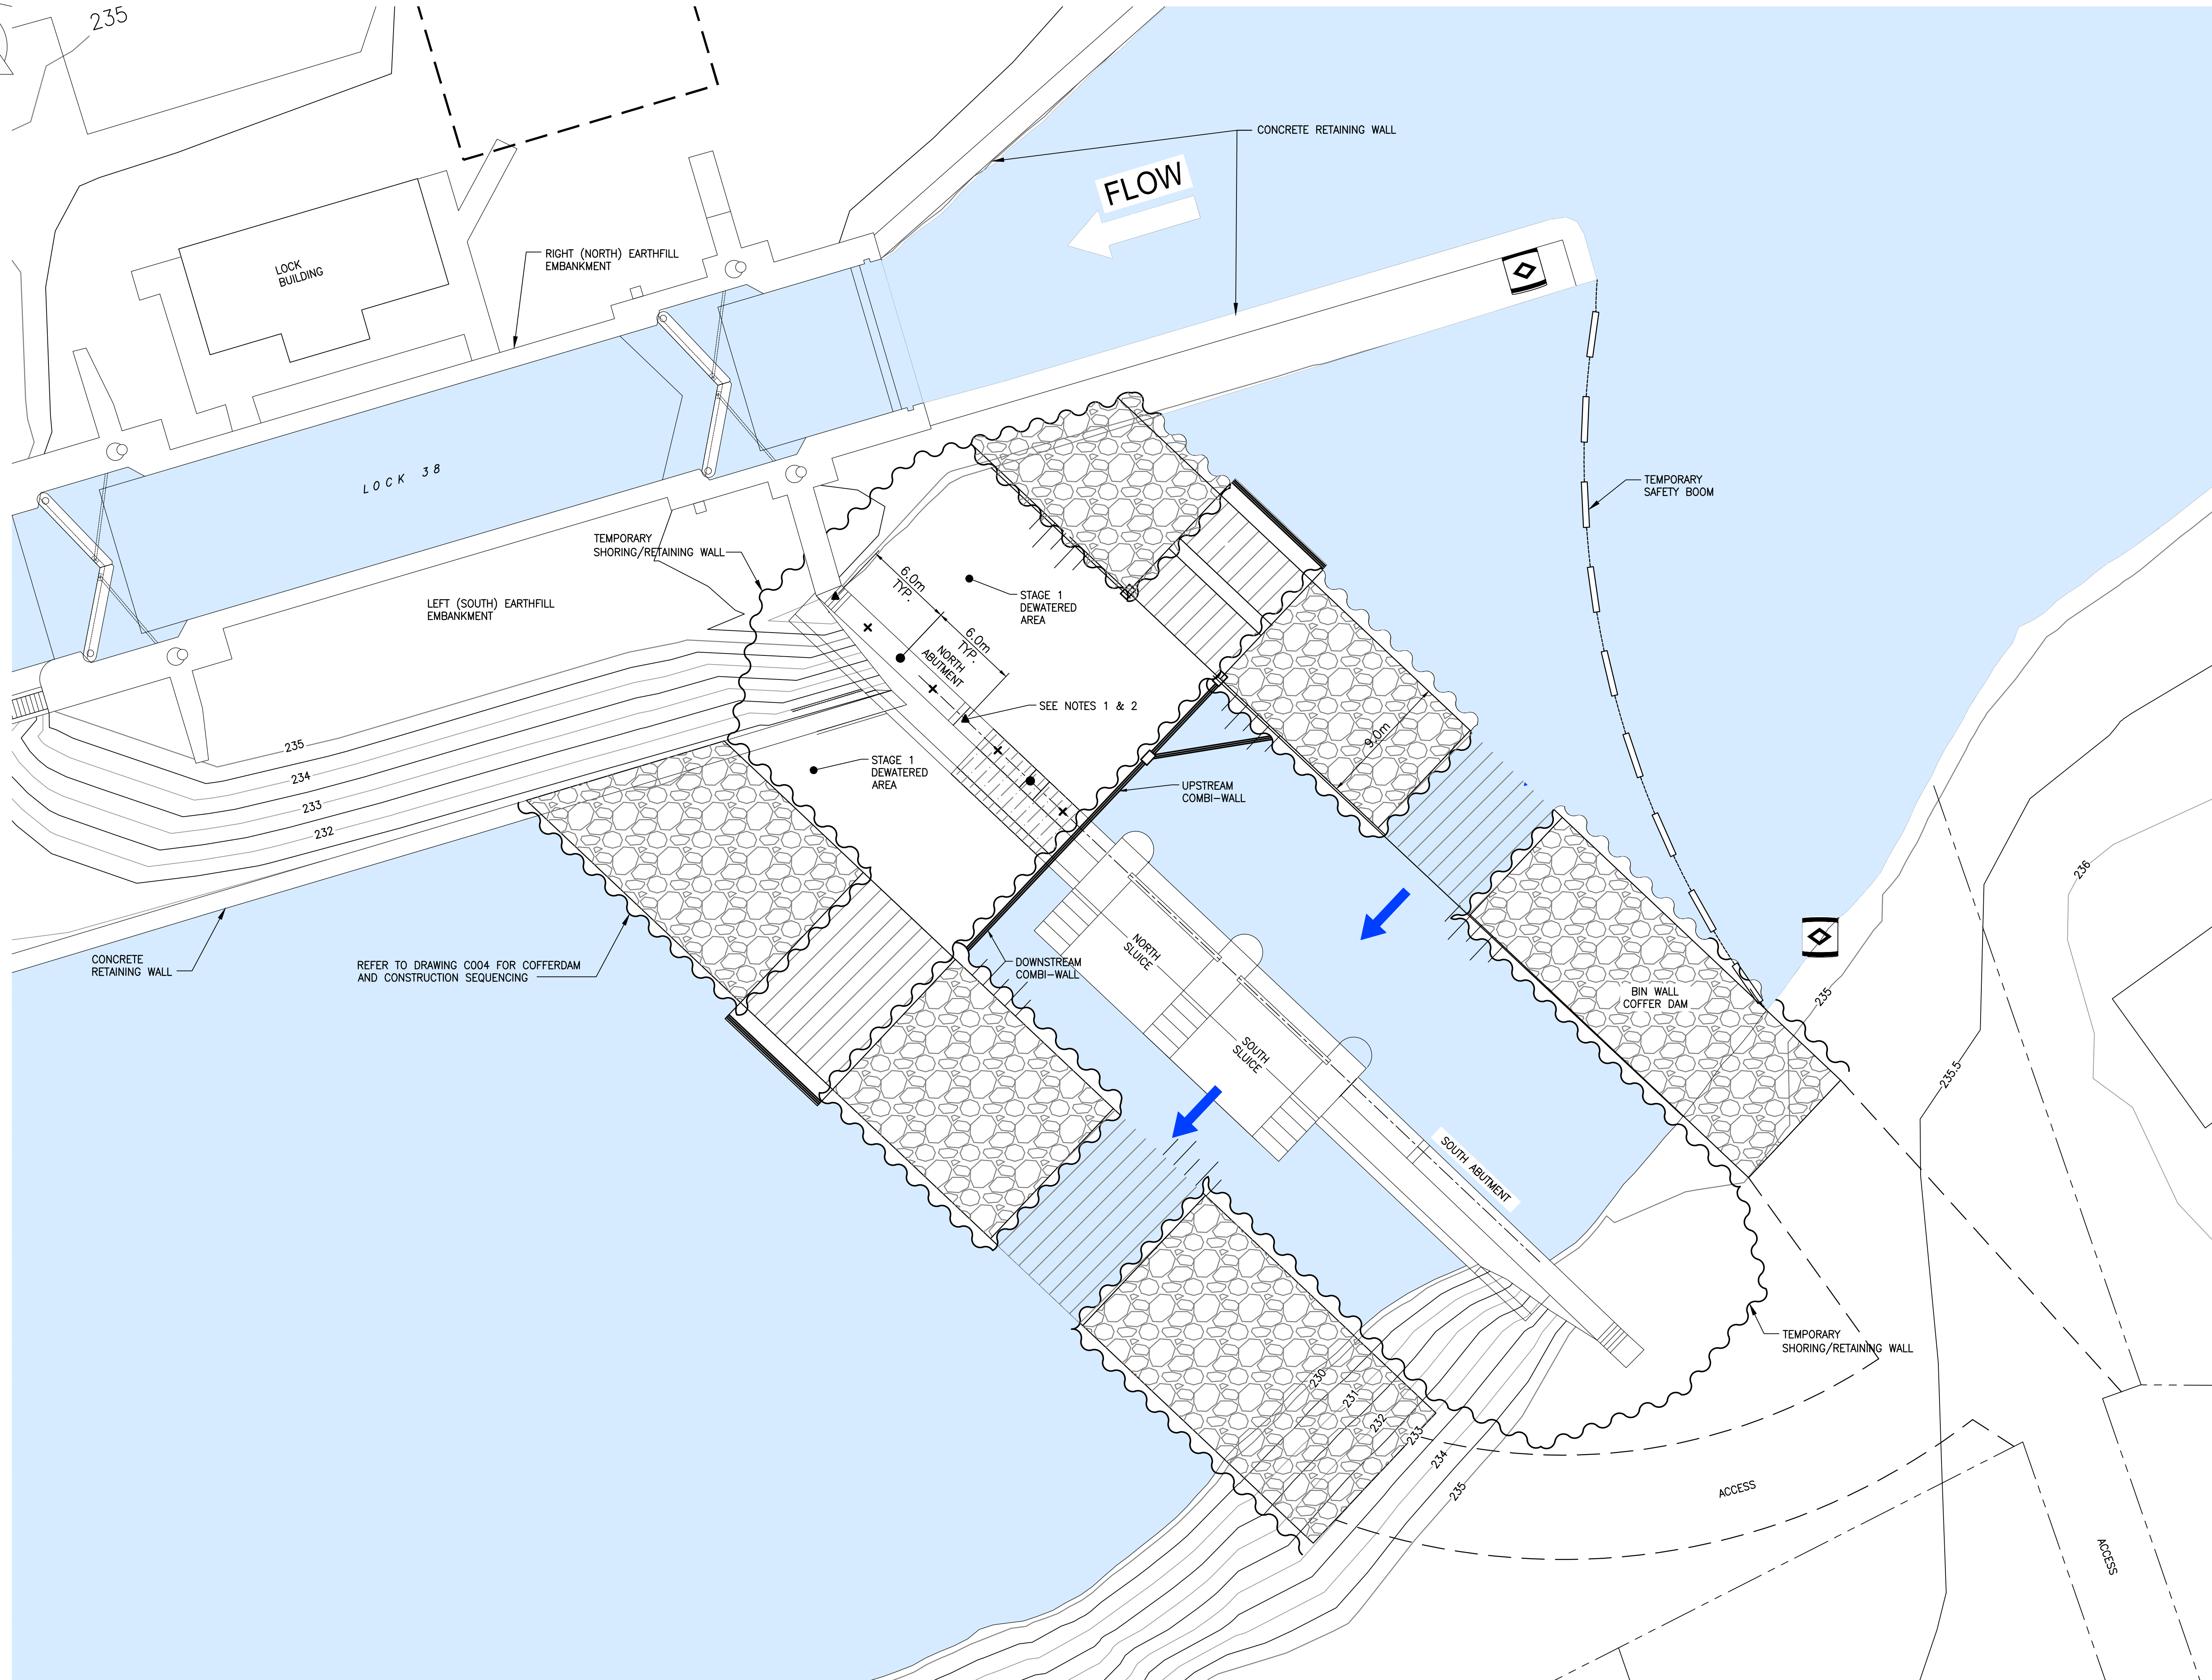 235
CONCRETE RETAINING WALL
FLOW
RIGHT (NORTH) EARTHFILL
EMBANKMENT
LOCK
BUILDING
LOCK 38
TEMPORARY
SAFETY BOOM
TEMPORARY
SHORING/RETAINING WALL
6.0m
TYP.
STAGE 1
DEWATERED
AREA
LEFT (SOUTH) EARTHFILL
EMBANKMENT
6.0m
TYP.
NORTH
ABUTMENT
SEE NOTES 1 & 2
235
234
233
232
STAGE 1
DEWATERED
AREA
9.0m
UPSTREAM
COMBI-WALL
236
CONCRETE
RETAINING WALL
REFER TO DRAWING C004 FOR COFFERDAM
AND CONSTRUCTION SEQUENCING
DOWNSTREAM
COMBI-WALL
NORTH
SLUICE
BIN WALL
COFFER DAM
235
SOUTH
SLUICE
235.5
SOUTH ABUTMENT
TEMPORARY
SHORING/RETAINING WALL
230
231
232
233
234
235
ACCESS
ACCESS